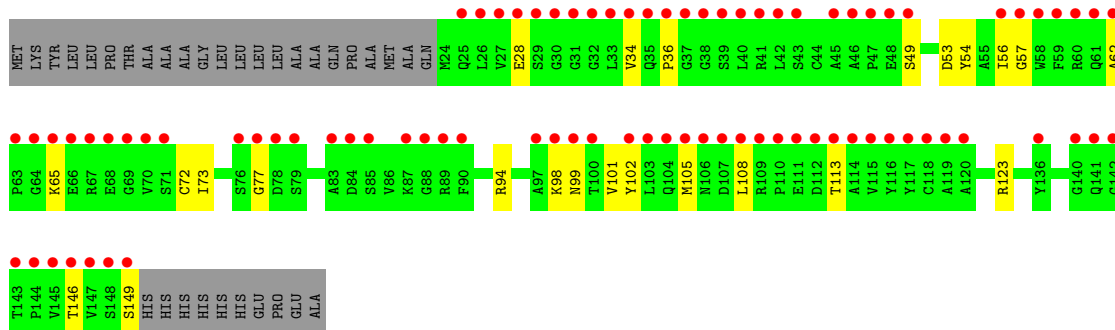 MET LYS TYR LEU LEU PRO THR ALA ALA ALA GLY LEU LEU LEU LEU ALA ALA GLN PRO ALA MET ALA GLN M24 Q25 L26 V27 E28 S29 G30 G31 G32 L33 V34 Q35 P36 G37 G38 S39 L40 R41 L42 S43 C44 A45 A46 P47 E48 S49 D53 Y54 A55 I56 G57 W58 F59 R60 Q61 A62
P63 G64 K65 E66 R67 E68 G69 V70 S71 C72 I73 S76 G77 D78 S79 A83 D84 S85 V86 K87 G88 R89 F90 R94 A97 K98 N99 T100 V101 Y102 L103 Q104 M105 N106 D107 L108 R109 P110 E111 D112 T113 A114 V115 Y116 Y117 C118 A119 A120 R123 Y136 G140 Q141 G142
T143 P144 V145 T146 V147 S148 S149 HIS HIS HIS HIS HIS HIS GLU PRO GLU ALA